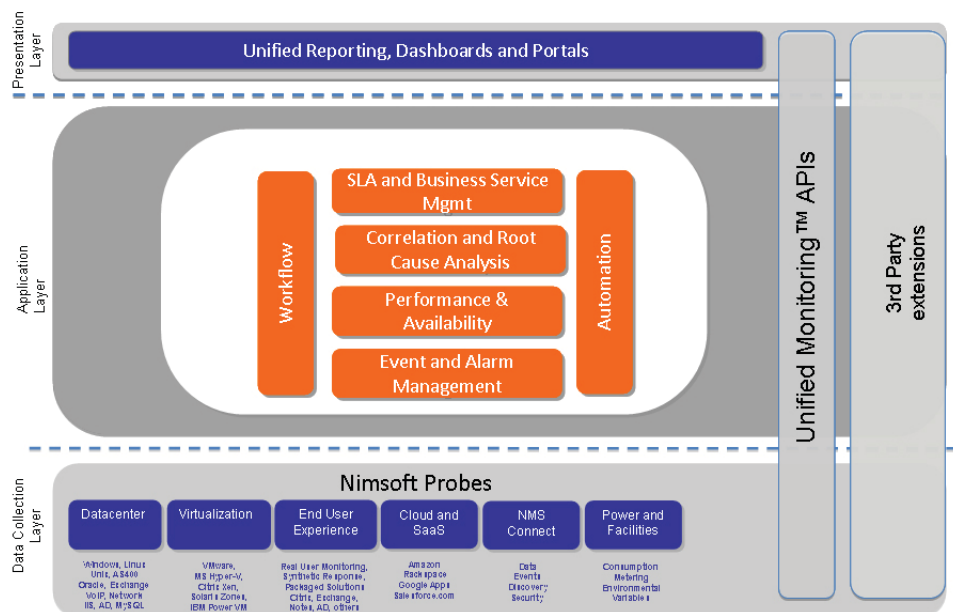 Presentation
Layer
Unified Reporting, Dashboards and Portals
Application
Layer
Workflow
SLA and Business Service
Mgmt
Correlation and Root
Cause Analysis
Performance &
Availability
Event and Alarm
Management
Automation
Unified Monitoring™ APIs
3rd Party
extensions
Data Collection
Layer
Nimsoft Probes
Datacenter
Windows, Linux
Unix, AS400
Oracle, Exchange
VoIP, Network
IIS, AD, MySQL
Virtualization
VMware,
MS Hyper-V,
Citrix Xen,
Solaris Zones,
IBM Power VM
End User
Experience
Real User Monitoring,
Synthetic Response,
Packaged Solutions
Citrix, Exchange,
Notes, AD, others
Cloud and
SaaS
Amazon
Rackspace
Google Apps
Salesforce.com
NMS
Connect
Data
Events
Discovery
Security
Power and
Facilities
Consumption
Metering
Environmental
Variables